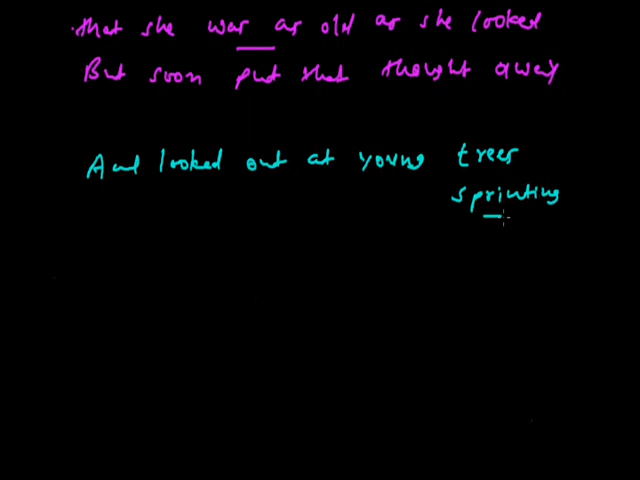 that she was as old as she looked
But soon put that thought away
And looked out at young trees
sprinting